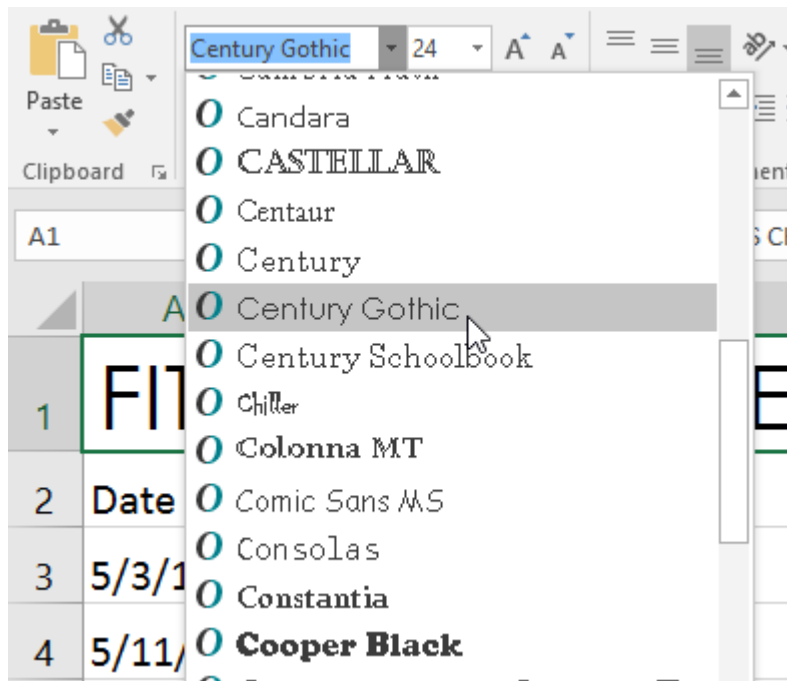 Century Gothic 24 A A
Paste
Clipboard
A1
A
Candara
CASTELLAR
Centaur
Century
Century Gothic
Century Schoolbook
Chiller
Colonna MT
Comic Sans MS
Consolas
Constantia
Cooper Black
1 FIT
2 Date
3 5/3/1
4 5/11/